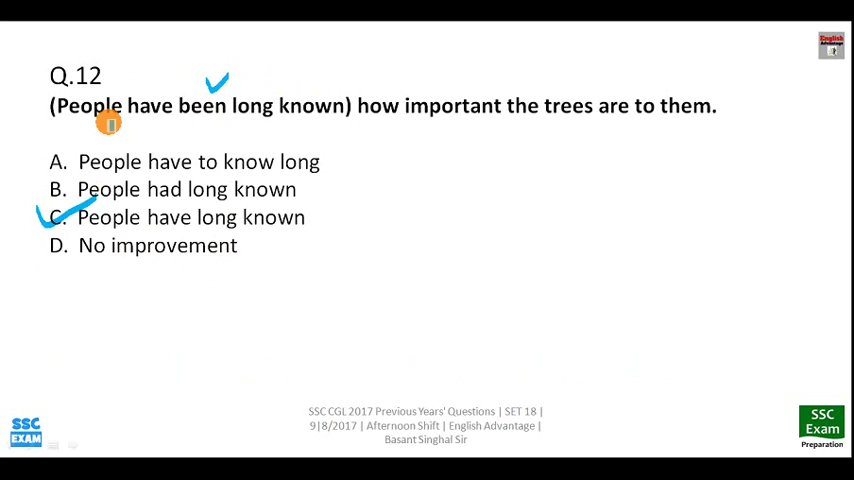 English
Advantage
Q.12
(People have been long known) how important the trees are to them.
A. People have to know long
B. People had long known
C. People have long known
D. No improvement
SSC CGL 2017 Previous Years' Questions | SET 18 |
9|8/2017 | Afternoon Shift | English Advantage |
Basant Singhal Sir
SSC
EXAM
SSC
Exam
Preparation